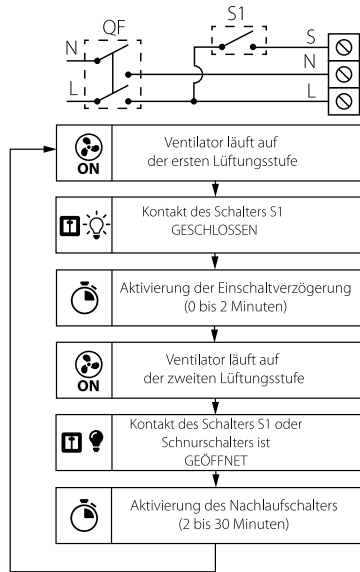 QF
S1
N
S
N
L
L
ON
Ventilator läuft auf
der ersten Lüftungsstufe
Kontakt des Schalters S1
GESCHLOSSEN
Aktivierung der Einschaltverzögerung
(0 bis 2 Minuten)
ON
Ventilator läuft auf
der zweiten Lüftungsstufe
Kontakt des Schalters S1 oder
Schnurschalters ist
GEÖFFNET
Aktivierung des Nachlaufschalters
(2 bis 30 Minuten)